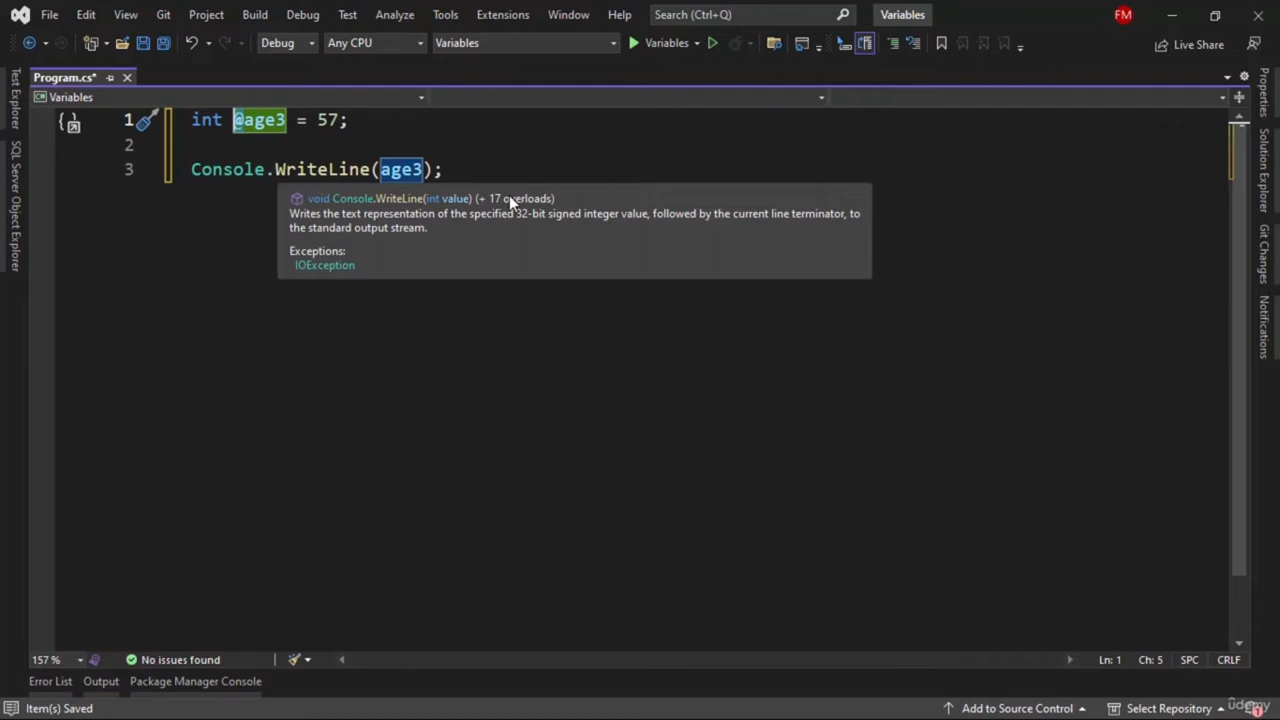 File Edit View Git Project Build Debug Test Analyze Tools Extensions Window Help Search (Ctrl+Q) Variables FM
Debug Any CPU Variables Variables Live Share
Program.cs*
Variables
1 int @age3 = 57;
2
3 Console.WriteLine(age3);
void Console.WriteLine(int value) (+ 17 overloads)
Writes the text representation of the specified 32-bit signed integer value, followed by the current line terminator, to
the standard output stream.
Exceptions:
IOException
Test Explorer
SQL Server Object Explorer
Properties
Solution Explorer
Git Changes
Notifications
157 % No issues found Ln: 1 Ch: 5 SPC CRLF
Error List Output Package Manager Console
Item(s) Saved Add to Source Control Select Repository 1
udemy